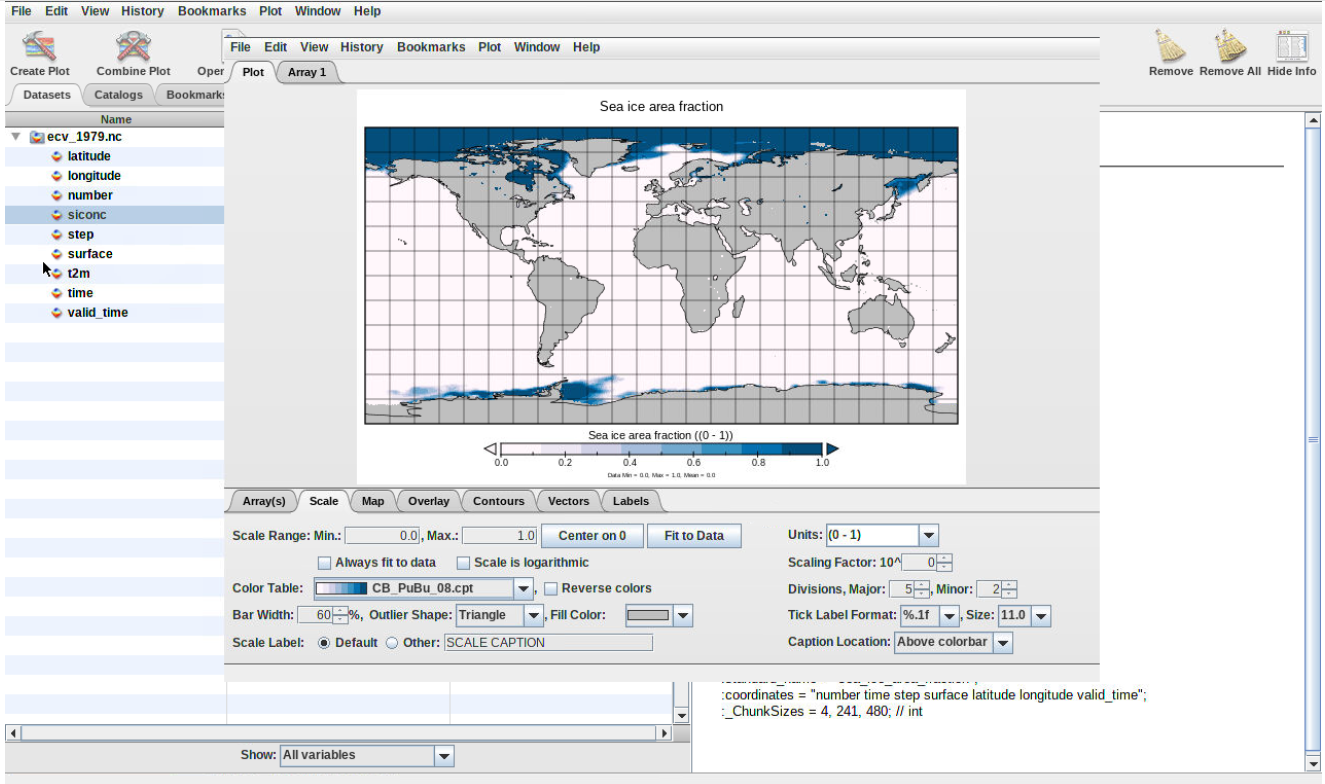 File Edit View History Bookmarks Plot Window Help
Create Plot Combine Plot Oper
Remove Remove All Hide Info
File Edit View History Bookmarks Plot Window Help
Plot Array 1
Datasets Catalogs Bookmark
Name
ecv_1979.nc
latitude
longitude
number
siconc
step
surface
t2m
time
valid_time
Sea ice area fraction
Sea ice area fraction ((0 - 1))
0.0 0.2 0.4 0.6 0.8 1.0
Data Min = 0.0, Max = 1.0, Mean = 0.0
Array(s) Scale Map Overlay Contours Vectors Labels
Scale Range: Min.: 0.0, Max.: 1.0 Center on 0 Fit to Data Units: (0 - 1)
Always fit to data Scale is logarithmic Scaling Factor: 10^ 0
Color Table: CB_PuBu_08.cpt, Reverse colors Divisions, Major: 5, Minor: 2
Bar Width: 60 %, Outlier Shape: Triangle, Fill Color: Tick Label Format: %.1f, Size: 11.0
Scale Label: Default Other: SCALE CAPTION Caption Location: Above colorbar
:coordinates = "number time step surface latitude longitude valid_time";
:_ChunkSizes = 4, 241, 480; // int
Show: All variables